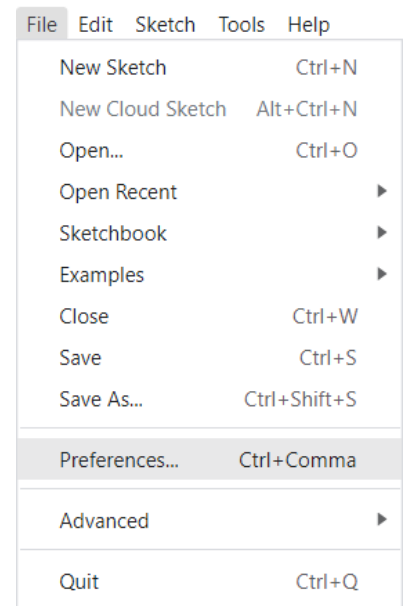 File Edit Sketch Tools Help
New Sketch Ctrl+N
New Cloud Sketch Alt+Ctrl+N
Open... Ctrl+O
Open Recent
Sketchbook
Examples
Close Ctrl+W
Save Ctrl+S
Save As... Ctrl+Shift+S
Preferences... Ctrl+Comma
Advanced
Quit Ctrl+Q